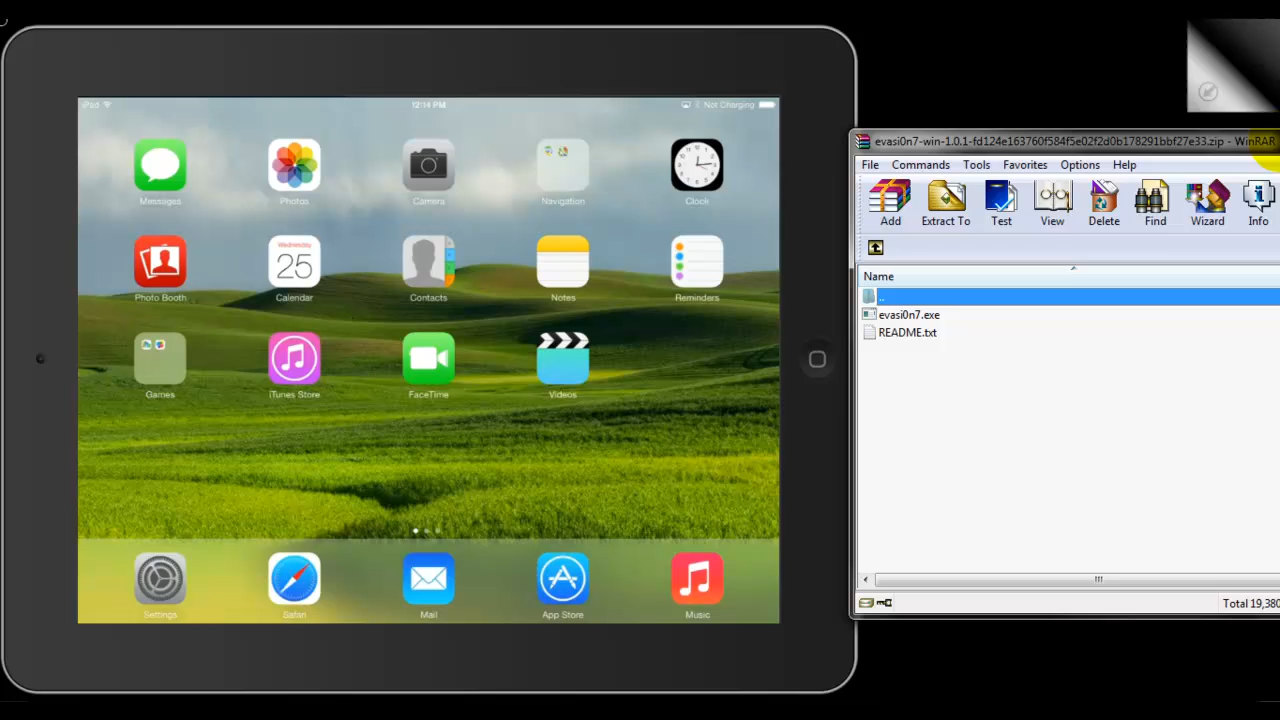 iPad
12:14 PM
Not Charging
Messages
Photos
Camera
Navigation
Clock
Photo Booth
Wednesday
25
Calendar
Contacts
Notes
Reminders
Games
iTunes Store
FaceTime
Videos
Settings
Safari
Mail
App Store
Music
evasi0n7-win-1.0.1-fd124e163760f584f5e02f2d0b178291bbf27e33.zip - WinRAR
File Commands Tools Favorites Options Help
Add Extract To Test View Delete Find Wizard Info
Name
..
evasi0n7.exe
README.txt
Total 19,380